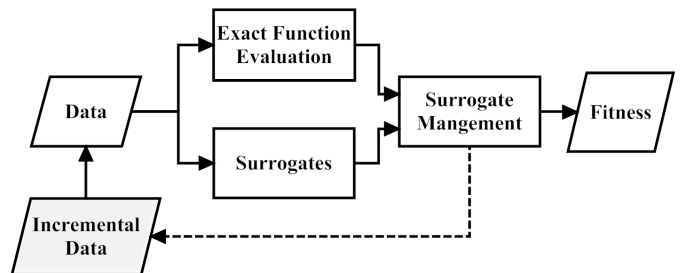 Exact Function
Evaluation
Data
Surrogates
Surrogate
Mangement
Fitness
Incremental
Data